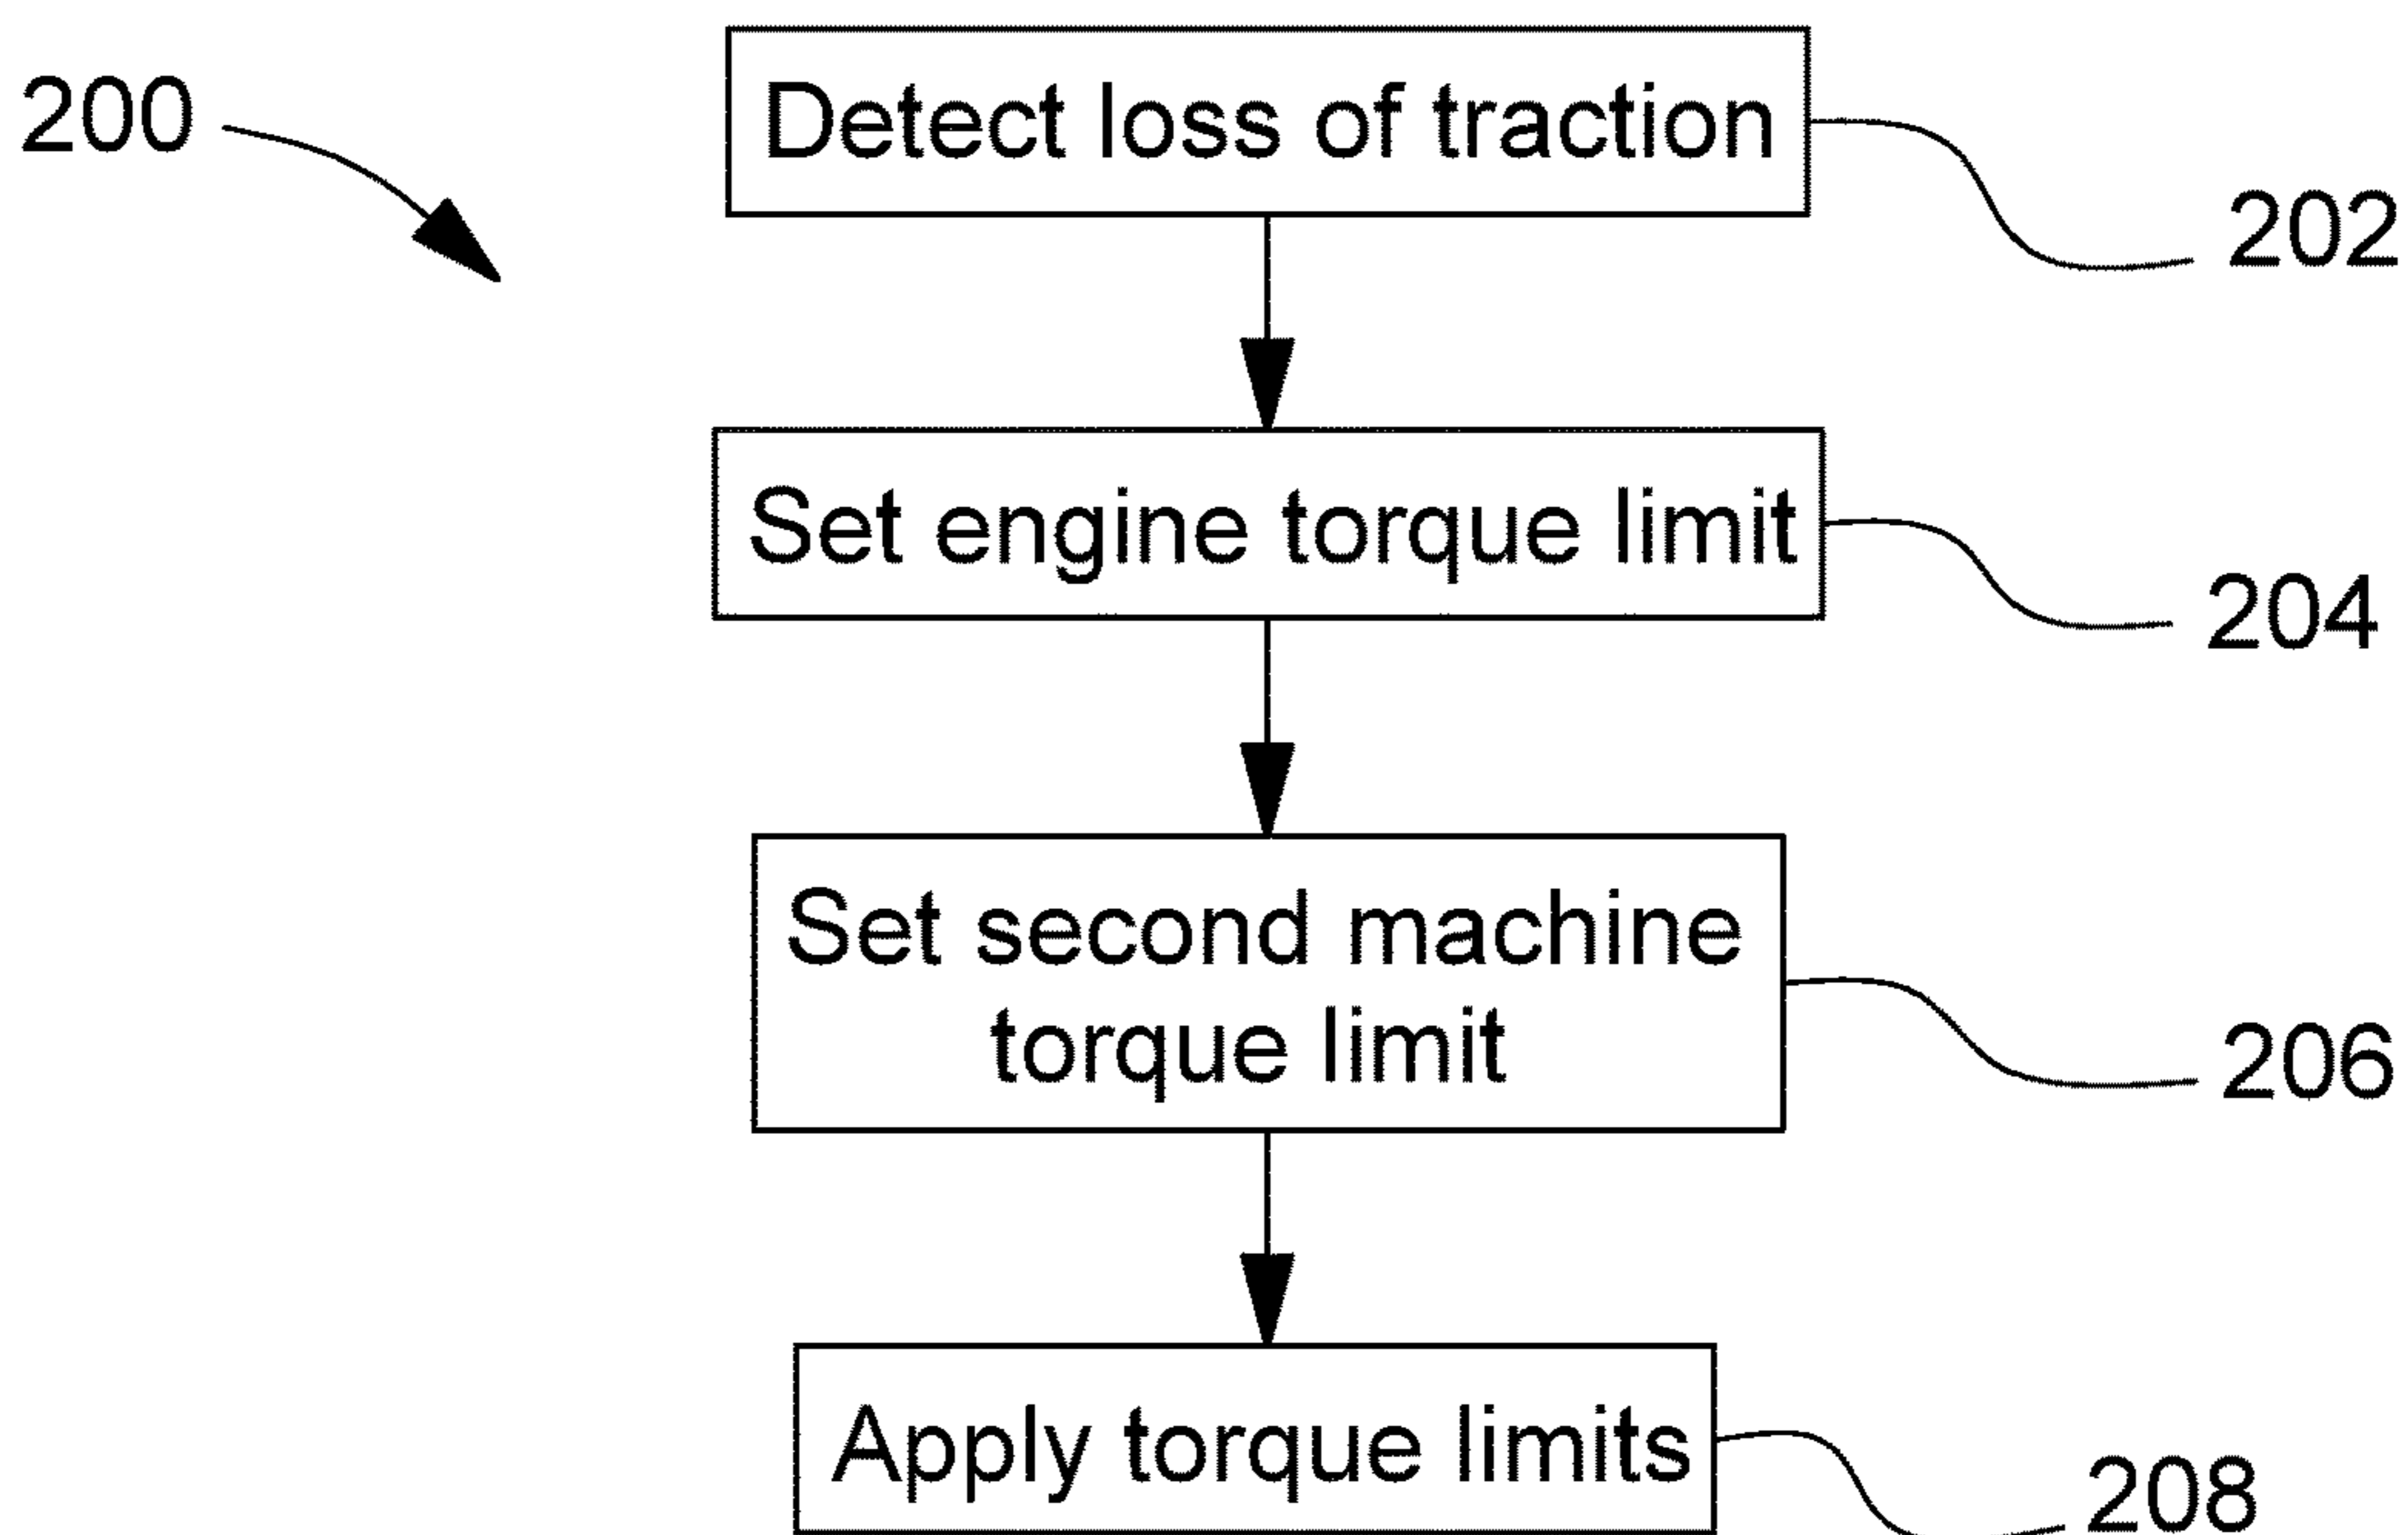 200
Detect loss of traction
202
Set engine torque limit
204
Set second machine
torque limit
206
Apply torque limits
208